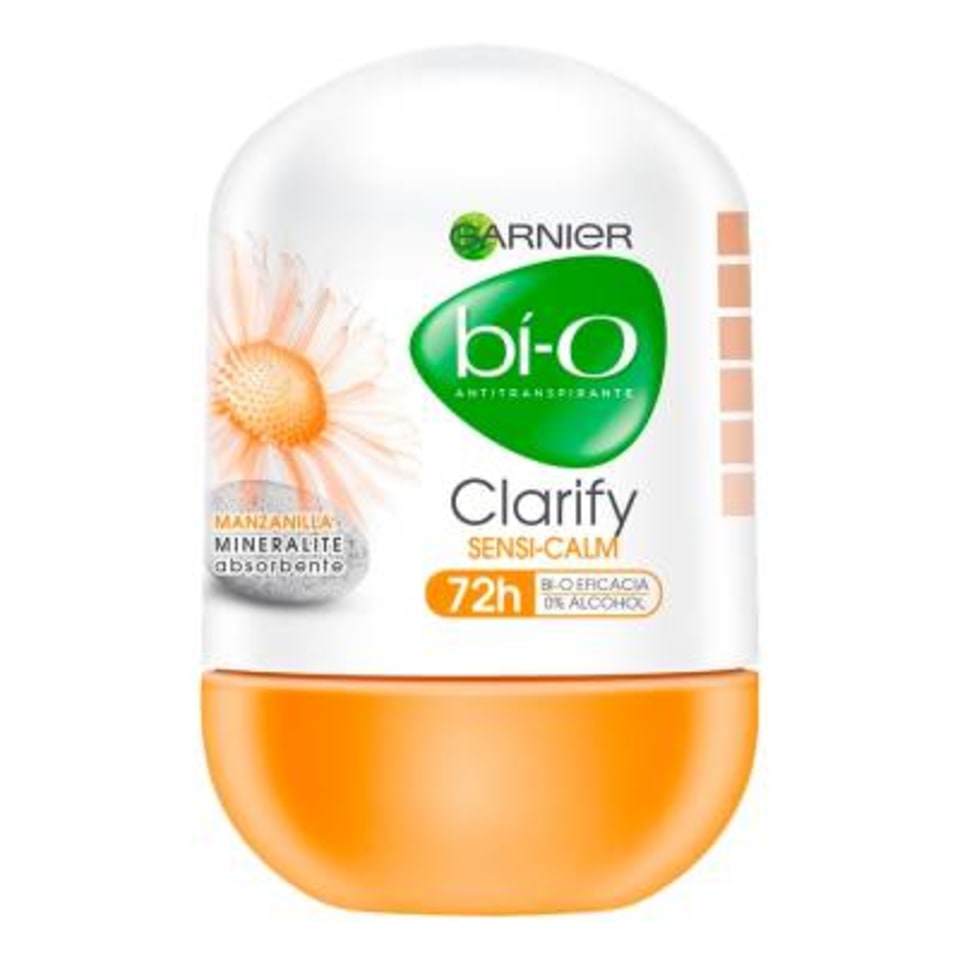 GARNIER
bí-O
ANTITRANSPIRANTE
Clarify
SENSI-CALM
72h
BI-O EFICACIA
0% ALCOHOL
MANZANILLA
MINERALITE
absorbente